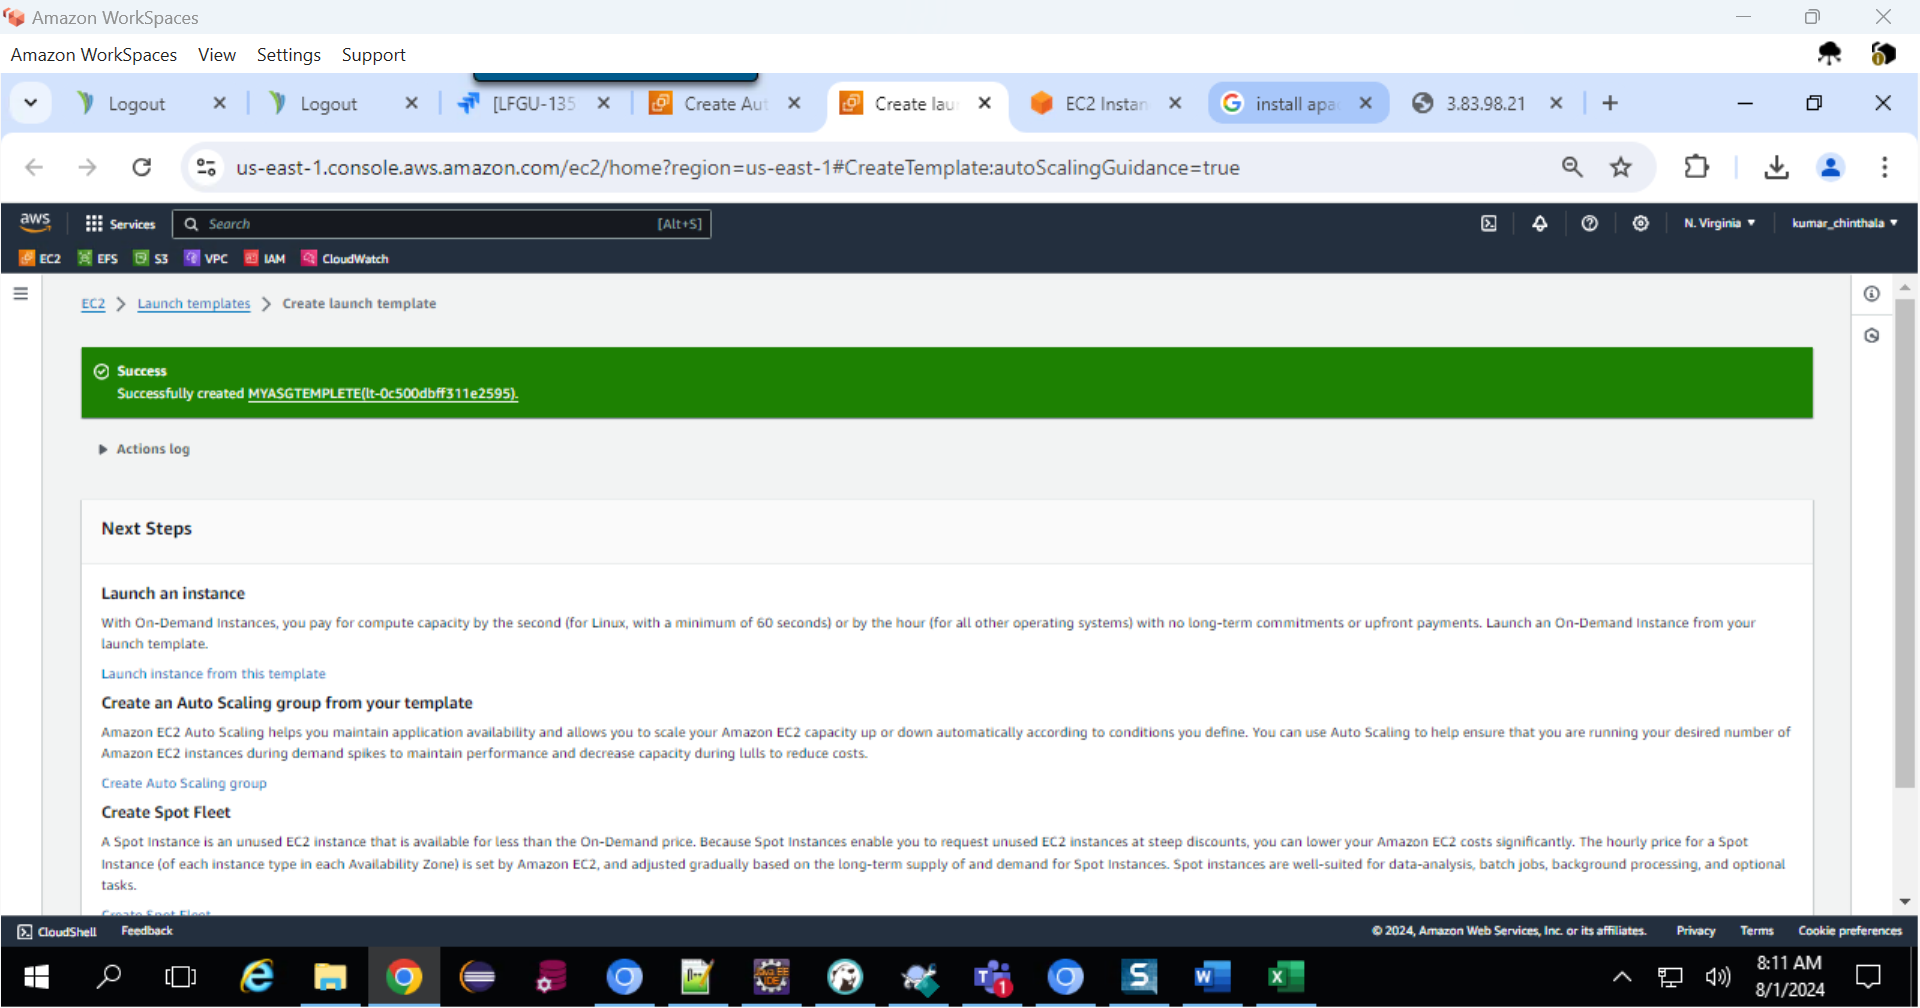 Amazon WorkSpaces
Amazon WorkSpaces View Settings Support
Logout Logout [LFGU-135 Create Aut Create lau EC2 Instan install apac 3.83.98.21
us-east-1.console.aws.amazon.com/ec2/home?region=us-east-1#CreateTemplate:autoScalingGuidance=true
aws Services Search [Alt+S] N. Virginia kumar_chinthala
EC2 EFS S3 VPC IAM CloudWatch
EC2 Launch templates Create launch template
Success
Successfully created MYASGTEMPLETE(lt-0c500dbff311e2595).
Actions log
Next Steps
Launch an instance
With On-Demand Instances, you pay for compute capacity by the second (for Linux, with a minimum of 60 seconds) or by the hour (for all other operating systems) with no long-term commitments or upfront payments. Launch an On-Demand Instance from your
launch template.
Launch instance from this template
Create an Auto Scaling group from your template
Amazon EC2 Auto Scaling helps you maintain application availability and allows you to scale your Amazon EC2 capacity up or down automatically according to conditions you define. You can use Auto Scaling to help ensure that you are running your desired number of
Amazon EC2 instances during demand spikes to maintain performance and decrease capacity during lulls to reduce costs.
Create Auto Scaling group
Create Spot Fleet
A Spot Instance is an unused EC2 instance that is available for less than the On-Demand price. Because Spot Instances enable you to request unused EC2 instances at steep discounts, you can lower your Amazon EC2 costs significantly. The hourly price for a Spot
Instance (of each instance type in each Availability Zone) is set by Amazon EC2, and adjusted gradually based on the long-term supply of and demand for Spot Instances. Spot instances are well-suited for data-analysis, batch jobs, background processing, and optional
tasks.
Create Spot Fleet
CloudShell Feedback © 2024, Amazon Web Services, Inc. or its affiliates. Privacy Terms Cookie preferences
8:11 AM
8/1/2024